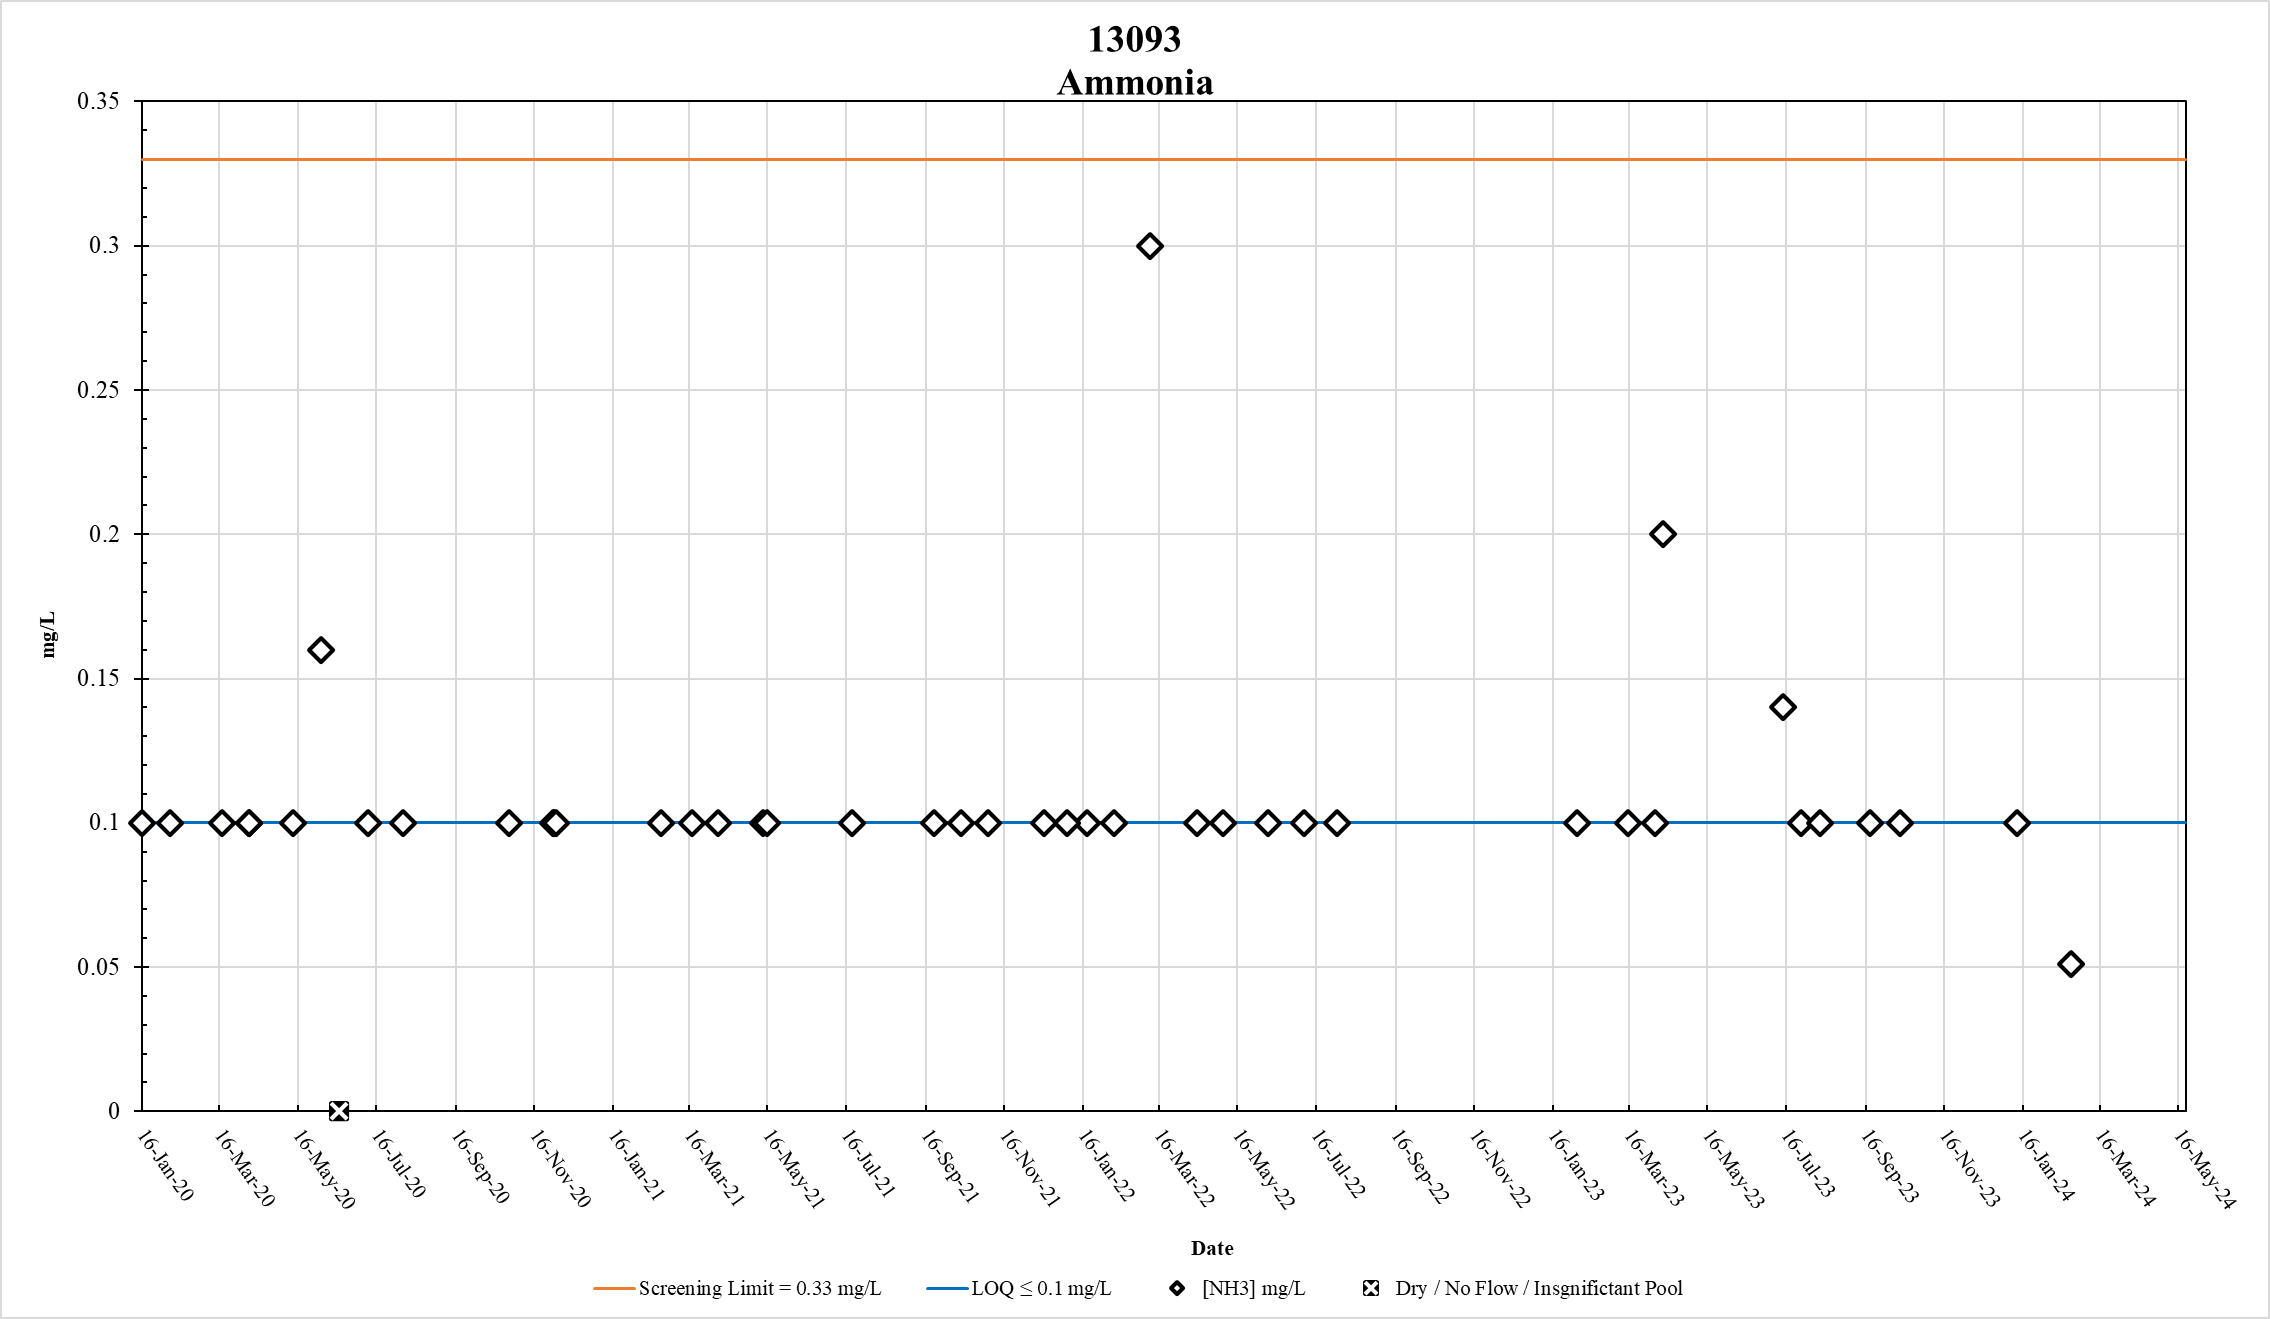 13093
Ammonia
0.35
0.3
0.25
0.2
0.15
0.1
0.05
0
mg/L
16-Jan-20
16-Mar-20
16-May-20
16-Jul-20
16-Sep-20
16-Nov-20
16-Jan-21
16-Mar-21
16-May-21
16-Jul-21
16-Sep-21
16-Nov-21
16-Jan-22
16-Mar-22
16-May-22
16-Jul-22
16-Sep-22
16-Nov-22
16-Jan-23
16-Mar-23
16-May-23
16-Jul-23
16-Sep-23
16-Nov-23
16-Jan-24
16-Mar-24
16-May-24
Date
Screening Limit = 0.33 mg/L LOQ ≤ 0.1 mg/L [NH3] mg/L Dry / No Flow / Insgnifictant Pool